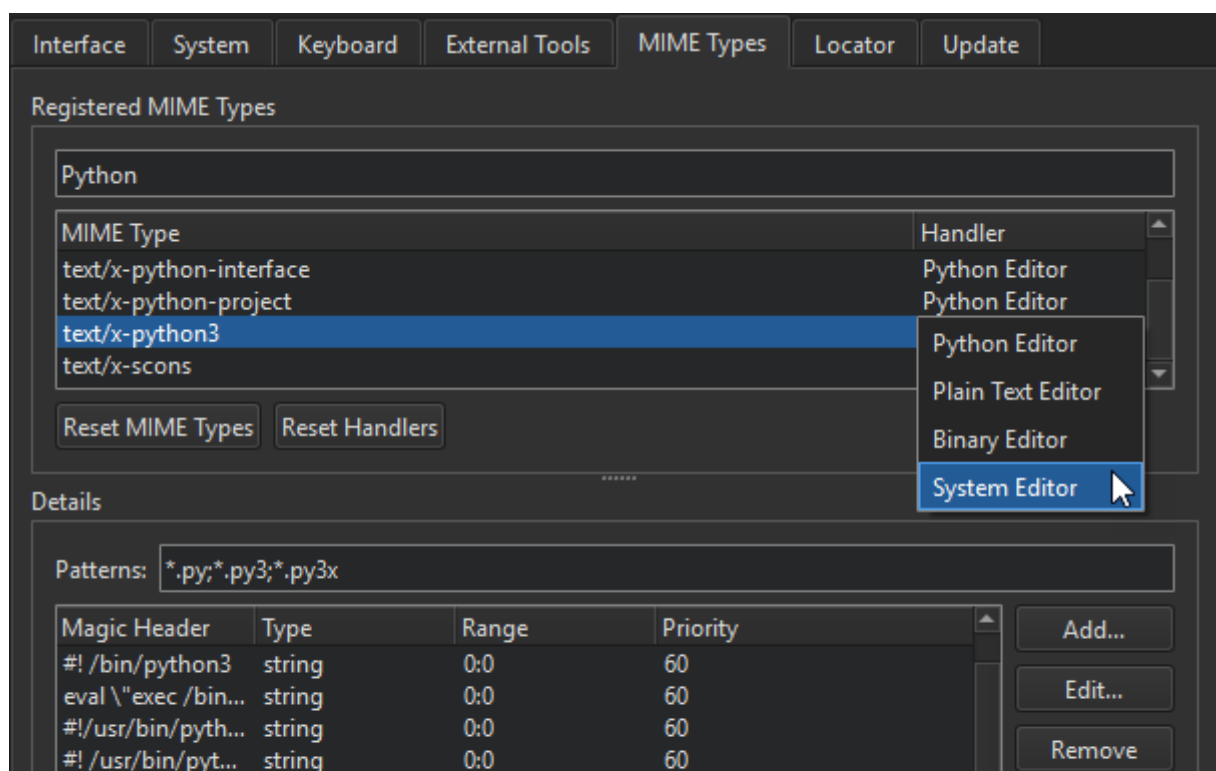 Interface System Keyboard External Tools MIME Types Locator Update
Registered MIME Types
Python
MIME Type Handler
text/x-python-interface Python Editor
text/x-python-project Python Editor
text/x-python3
Python Editor
text/x-scons
Plain Text Editor
Reset MIME Types Reset Handlers
Binary Editor
System Editor
Details
Patterns: *.py;*.py3;*.py3x
Magic Header Type Range Priority
Add...
#! /bin/python3 string 0:0 60
eval \"exec /bin... string 0:0 60
Edit...
#!/usr/bin/pyth... string 0:0 60
#! /usr/bin/pyt... string 0:0 60
Remove